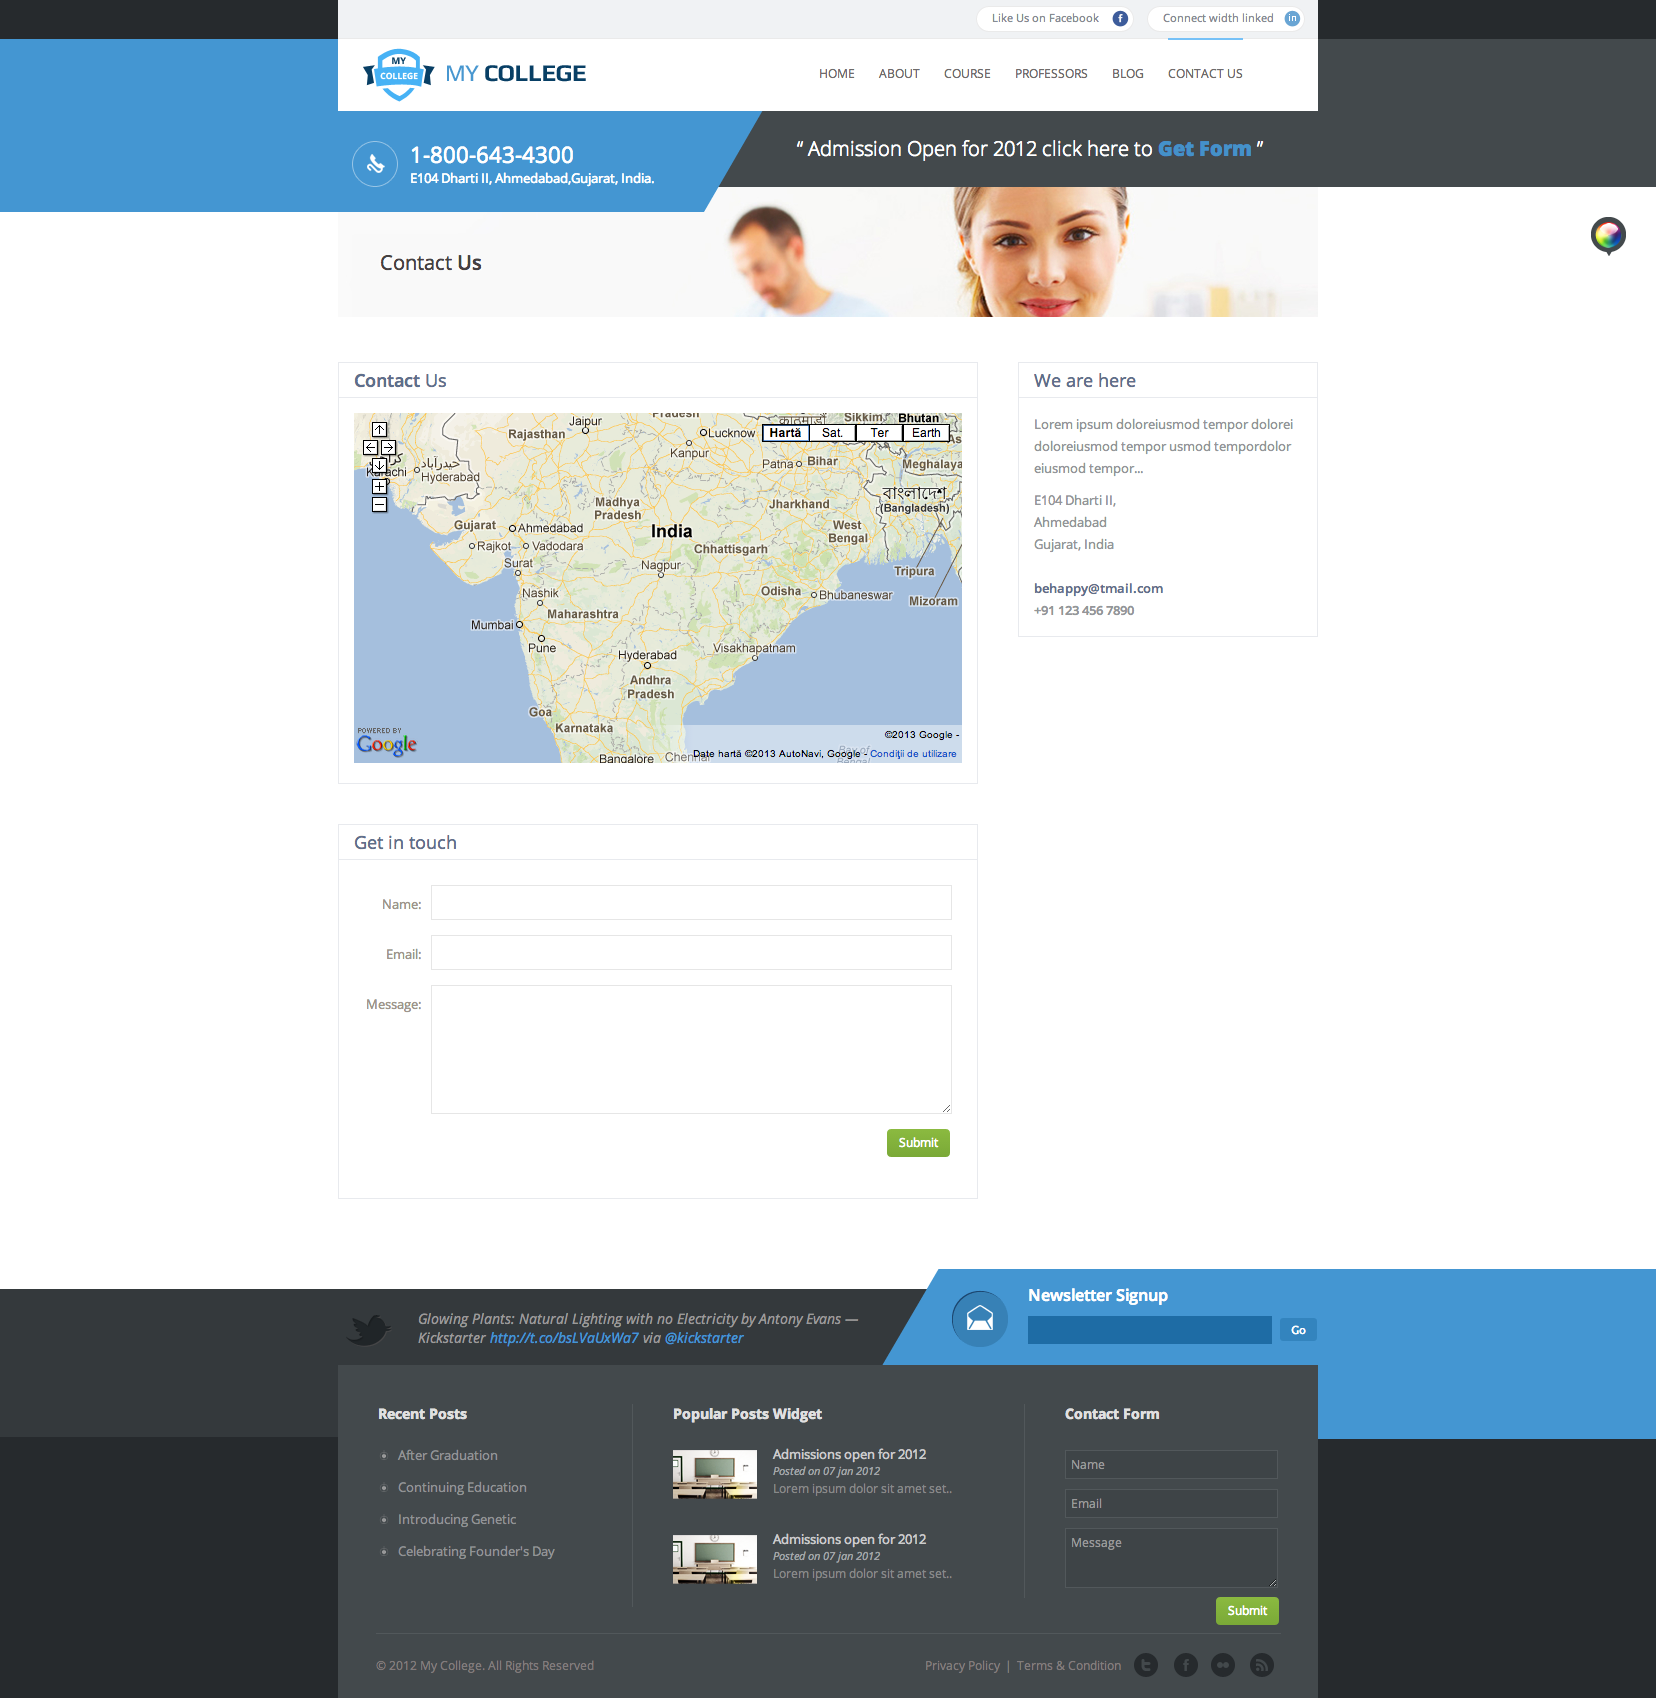 Like Us on Facebook
Connect width linked
MY
COLLEGE
MY COLLEGE
HOME
ABOUT
COURSE
PROFESSORS
BLOG
CONTACT US
1-800-643-4300
E104 Dharti II, Ahmedabad,Gujarat, India.
“ Admission Open for 2012 click here to Get Form ”
Contact Us
Contact Us
Pradesh
Jaipur
Rajasthan
Lucknow
Kanpur
Sikkim
Bhutan
Hartă
Sat.
Ter
Earth
Patna
Bihar
Meghalaya
Karachi
حيدرآباد
Hyderabad
বাংলাদেশ
(Bangladesh)
Madhya
Pradesh
Jharkhand
Gujarat
Ahmedabad
India
West
Bengal
Rajkot
Vadodara
Chhattisgarh
Surat
Nagpur
Tripura
Nashik
Odisha
Bhubaneswar
Mizoram
Maharashtra
Mumbai
Pune
Hyderabad
Visakhapatnam
Andhra
Pradesh
Goa
Karnataka
POWERED BY
Google
©2013 Google -
Date hartă ©2013 AutoNavi, Google - Condiţii de utilizare
Bay of
Bengal
Bangalore
Chennai
We are here
Lorem ipsum doloreiusmod tempor dolorei
doloreiusmod tempor usmod tempordolor
eiusmod tempor...
E104 Dharti II,
Ahmedabad
Gujarat, India
behappy@tmail.com
+91 123 456 7890
Get in touch
Name:
Email:
Message:
Submit
Glowing Plants: Natural Lighting with no Electricity by Antony Evans —
Kickstarter http://t.co/bsLVaUxWa7 via @kickstarter
Newsletter Signup
Go
Recent Posts
After Graduation
Continuing Education
Introducing Genetic
Celebrating Founder's Day
Popular Posts Widget
Admissions open for 2012
Posted on 07 jan 2012
Lorem ipsum dolor sit amet set..
Admissions open for 2012
Posted on 07 jan 2012
Lorem ipsum dolor sit amet set..
Contact Form
Name
Email
Message
Submit
© 2012 My College. All Rights Reserved
Privacy Policy | Terms & Condition